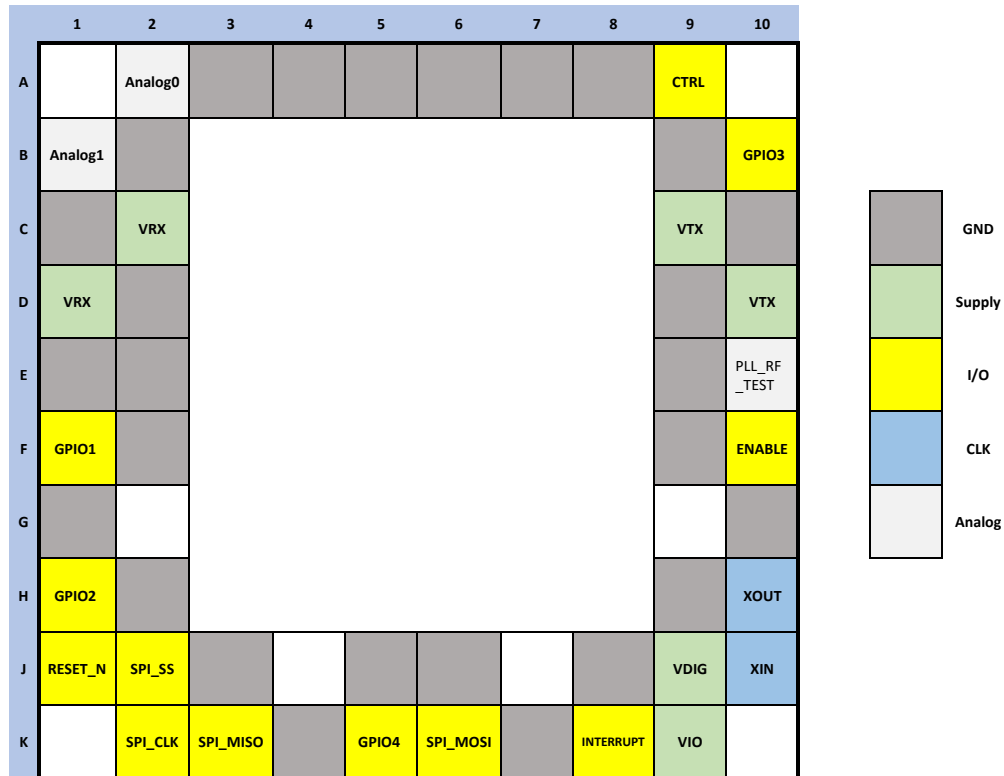 1 2 3 4 5 6 7 8 9 10
A Analog0 CTRL
B Analog1 GPIO3
C VRX VTX GND
D VRX VTX Supply
E PLL_RF
_TEST I/O
F GPIO1 ENABLE CLK
G Analog
H GPIO2 XOUT
J RESET_N SPI_SS VDIG XIN
K SPI_CLK SPI_MISO GPIO4 SPI_MOSI INTERRUPT VIO